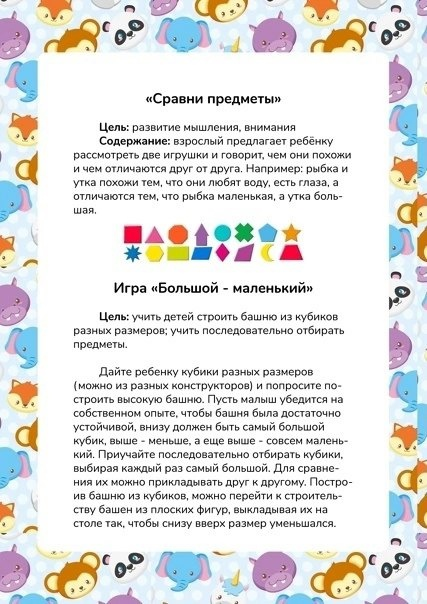 «Сравни предметы»
Цель: развитие мышления, внимания
Содержание: взрослый предлагает ребёнку
рассмотреть две игрушки и говорит, чем они похожи
и чем отличаются друг от друга. Например: рыбка и
утка похожи тем, что они любят воду, есть глаза, а
отличаются тем, что рыбка маленькая, а утка боль-
шая.
Игра «Большой - маленький»
Цель: учить детей строить башню из кубиков
разных размеров; учить последовательно отбирать
предметы.
Дайте ребенку кубики разных размеров
(можно из разных конструкторов) и попросите по-
строить высокую башню. Пусть малыш убедится на
собственном опыте, чтобы башня была достаточно
устойчивой, внизу должен быть самый большой
кубик, выше - меньше, а еще выше - совсем малень-
кий. Приучайте последовательно отбирать кубики,
выбирая каждый раз самый большой. Для сравне-
ния их можно прикладывать друг к другому. Постро-
ив башню из кубиков, можно перейти к строитель-
ству башен из плоских фигур, выкладывая их на
столе так, чтобы снизу вверх размер уменьшался.